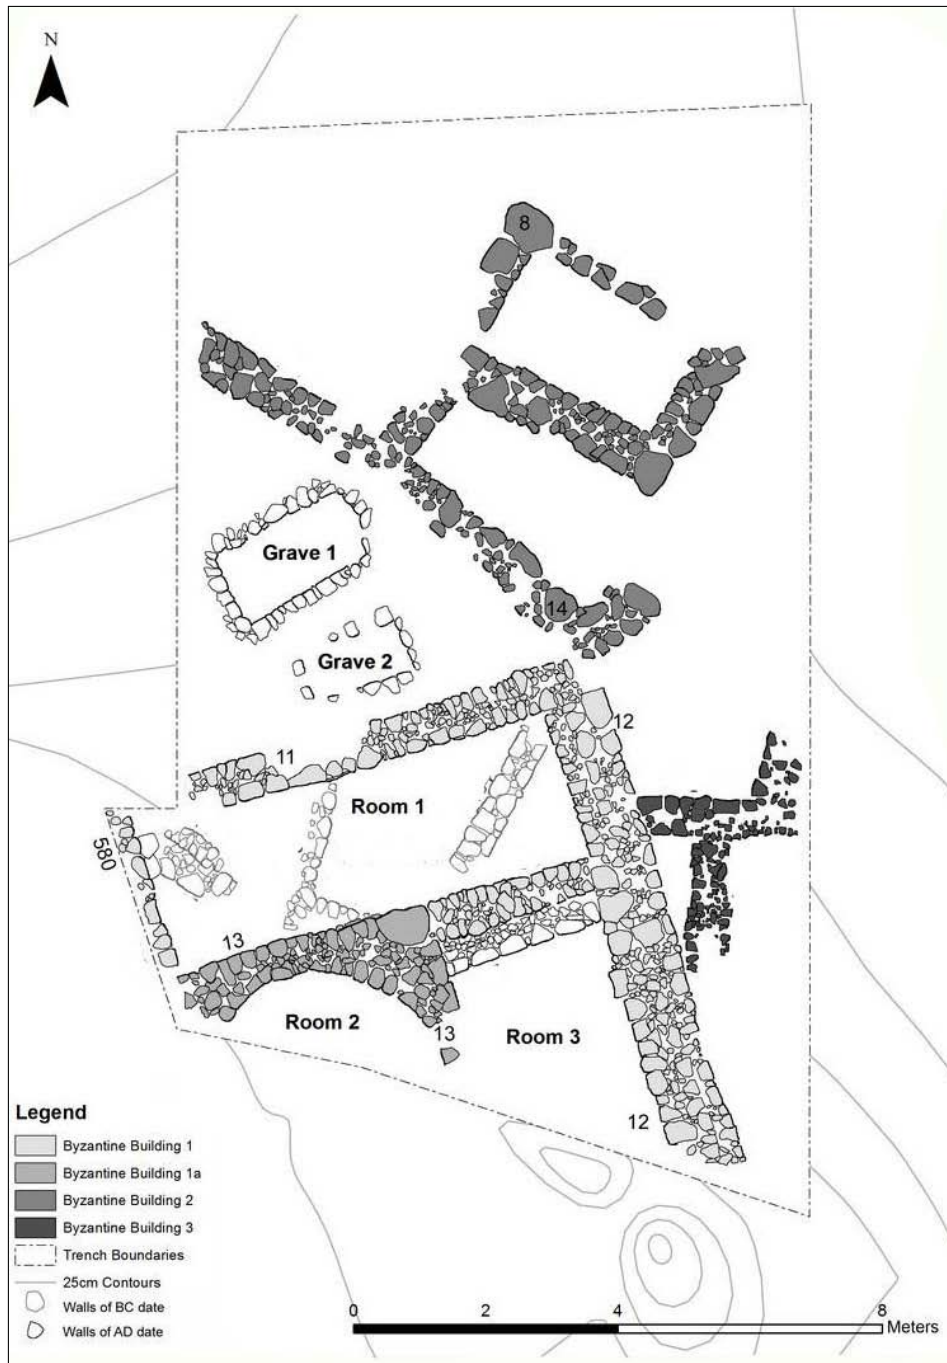 N
8
Grave 1
14
Grave 2
12
11
Room 1
580
13
Room 2
13
Room 3
12
Legend
Byzantine Building 1
Byzantine Building 1a
Byzantine Building 2
Byzantine Building 3
Trench Boundaries
25cm Contours
Walls of BC date
Walls of AD date
0 2 4 8
Meters